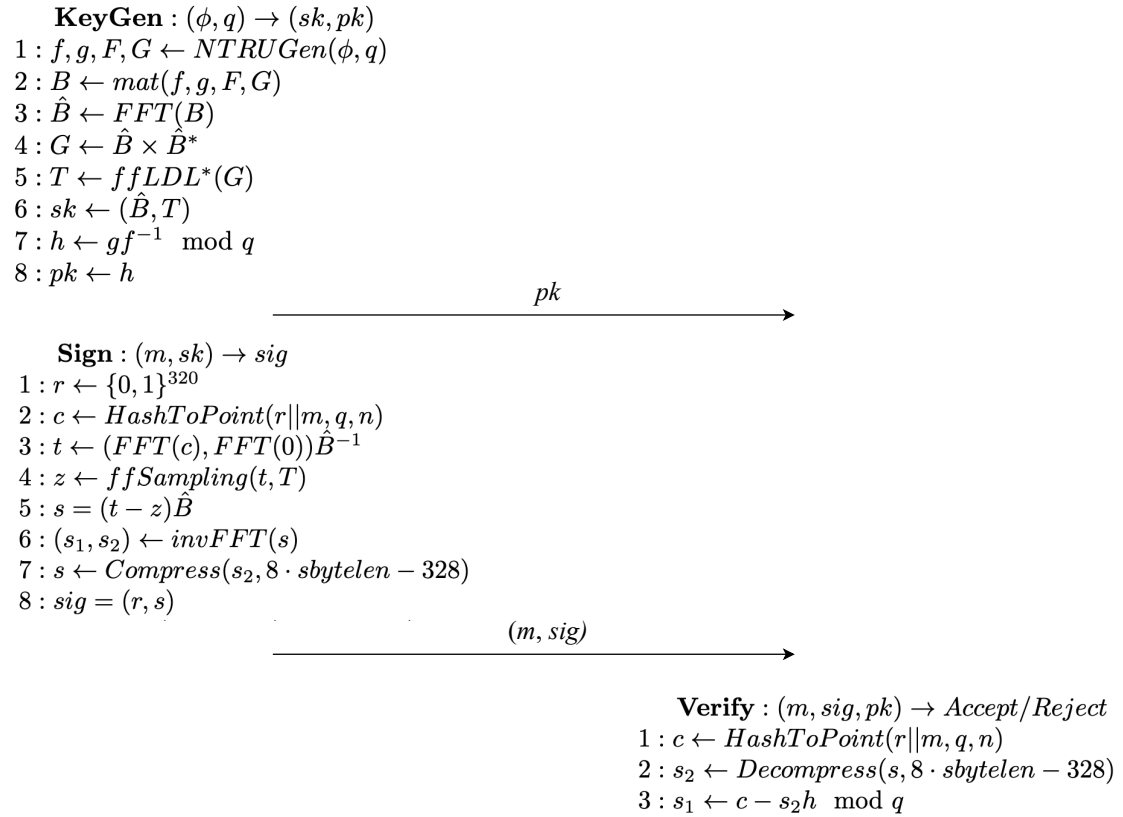 KeyGen : (ϕ, q) → (sk, pk)
1 : f, g, F, G ← NTRUGen(ϕ, q)
2 : B ← mat(f, g, F, G)
3 : B̂ ← FFT(B)
4 : G ← B̂ × B̂*
5 : T ← ffLDL*(G)
6 : sk ← (B̂, T)
7 : h ← gf⁻¹ mod q
8 : pk ← h
pk
Sign : (m, sk) → sig
1 : r ← {0, 1}³²⁰
2 : c ← HashToPoint(r||m, q, n)
3 : t ← (FFT(c), FFT(0))B̂⁻¹
4 : z ← ffSampling(t, T)
5 : s = (t − z)B̂
6 : (s₁, s₂) ← invFFT(s)
7 : s ← Compress(s₂, 8 · sbytelen − 328)
8 : sig = (r, s)
(m, sig)
Verify : (m, sig, pk) → Accept/Reject
1 : c ← HashToPoint(r||m, q, n)
2 : s₂ ← Decompress(s, 8 · sbytelen − 328)
3 : s₁ ← c − s₂h mod q